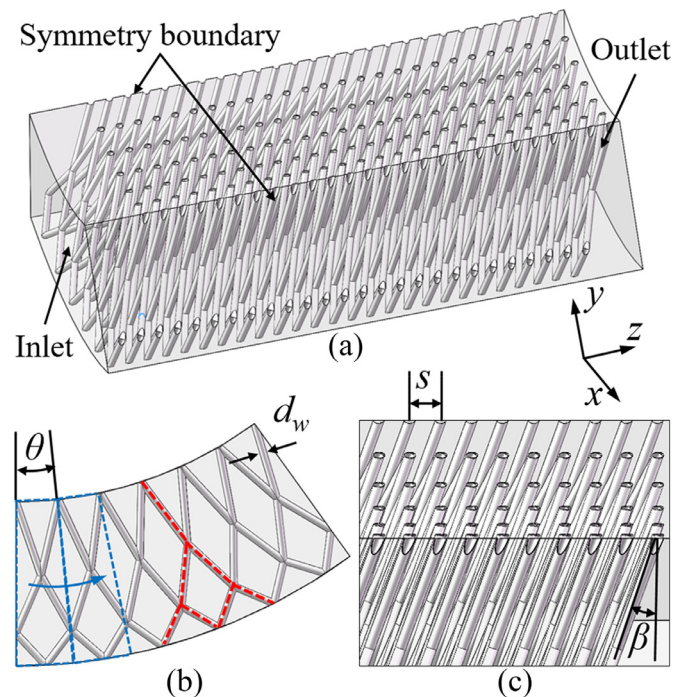 Symmetry boundary
Outlet
Inlet
(a)
y
z
x
θ
d_w
s
β
(b)
(c)